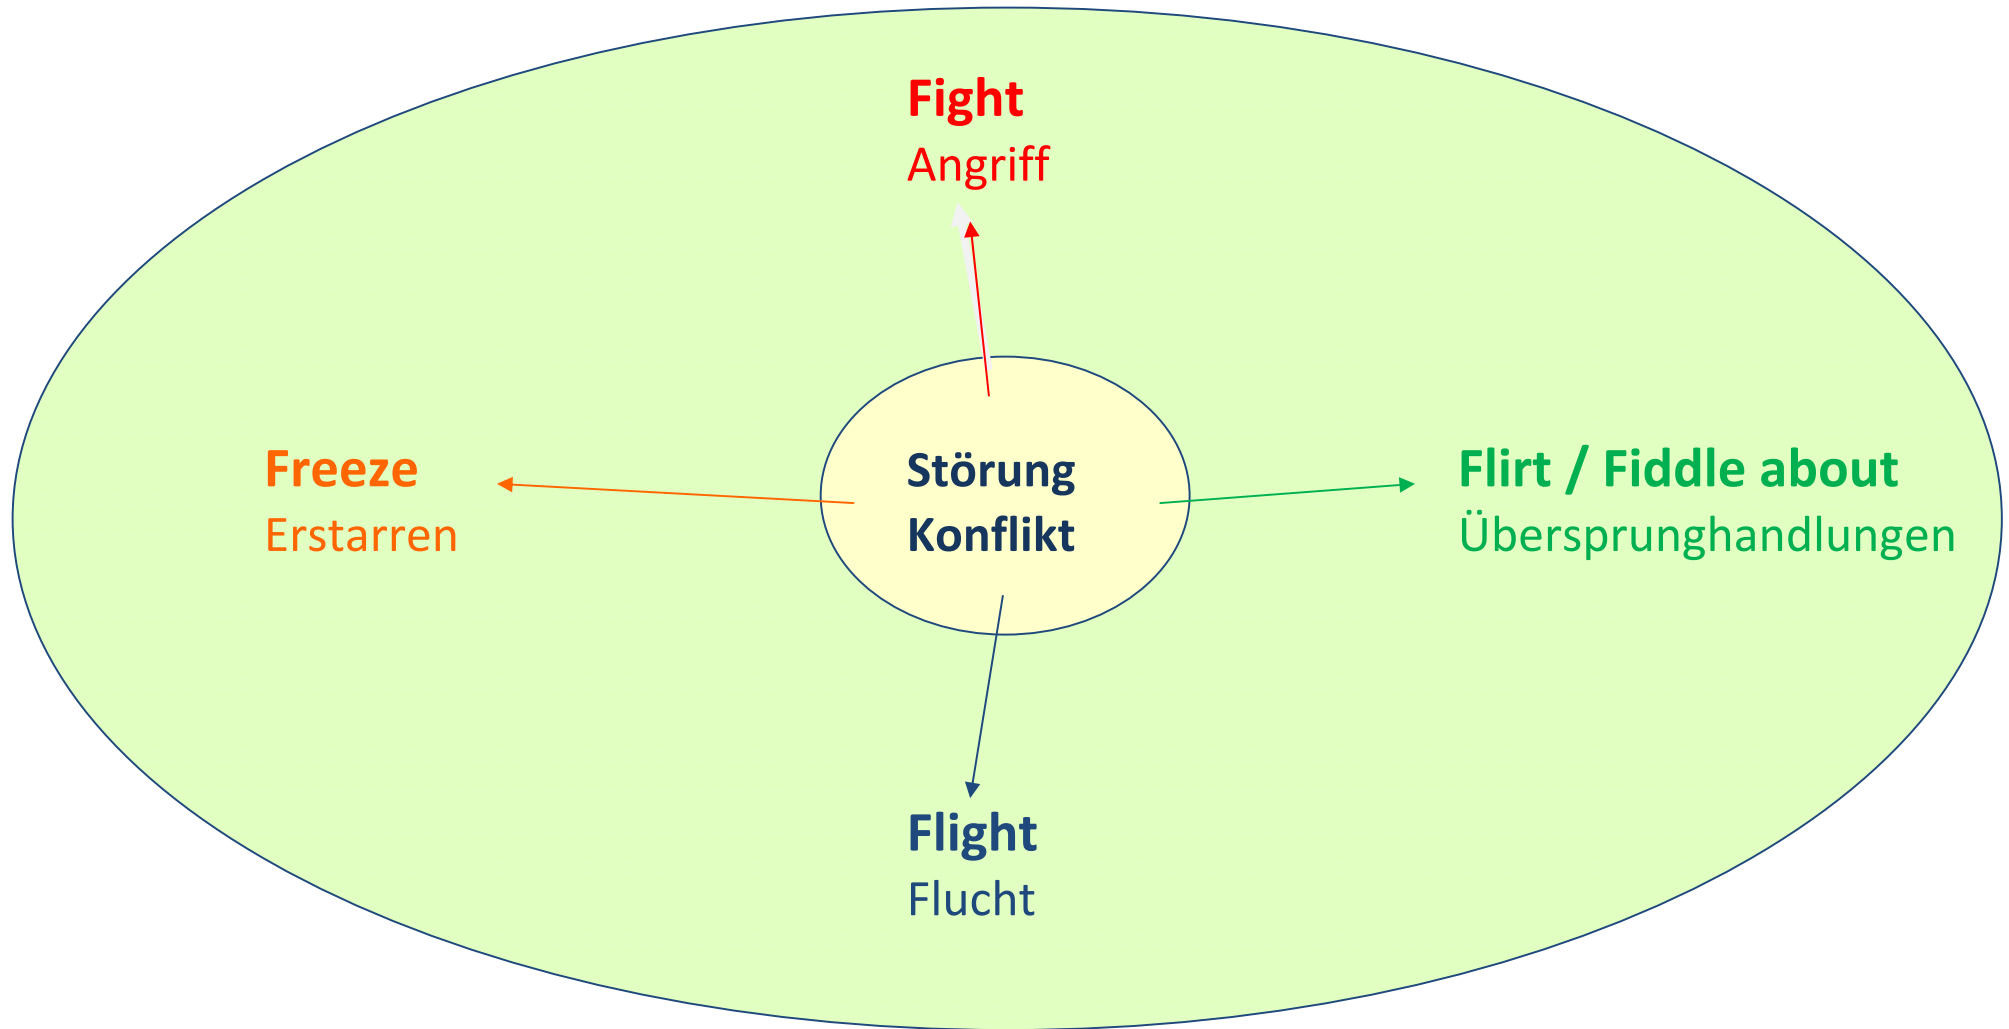 Fight
Angriff
Freeze
Erstarren
Störung
Konflikt
Flirt / Fiddle about
Übersprunghandlungen
Flight
Flucht